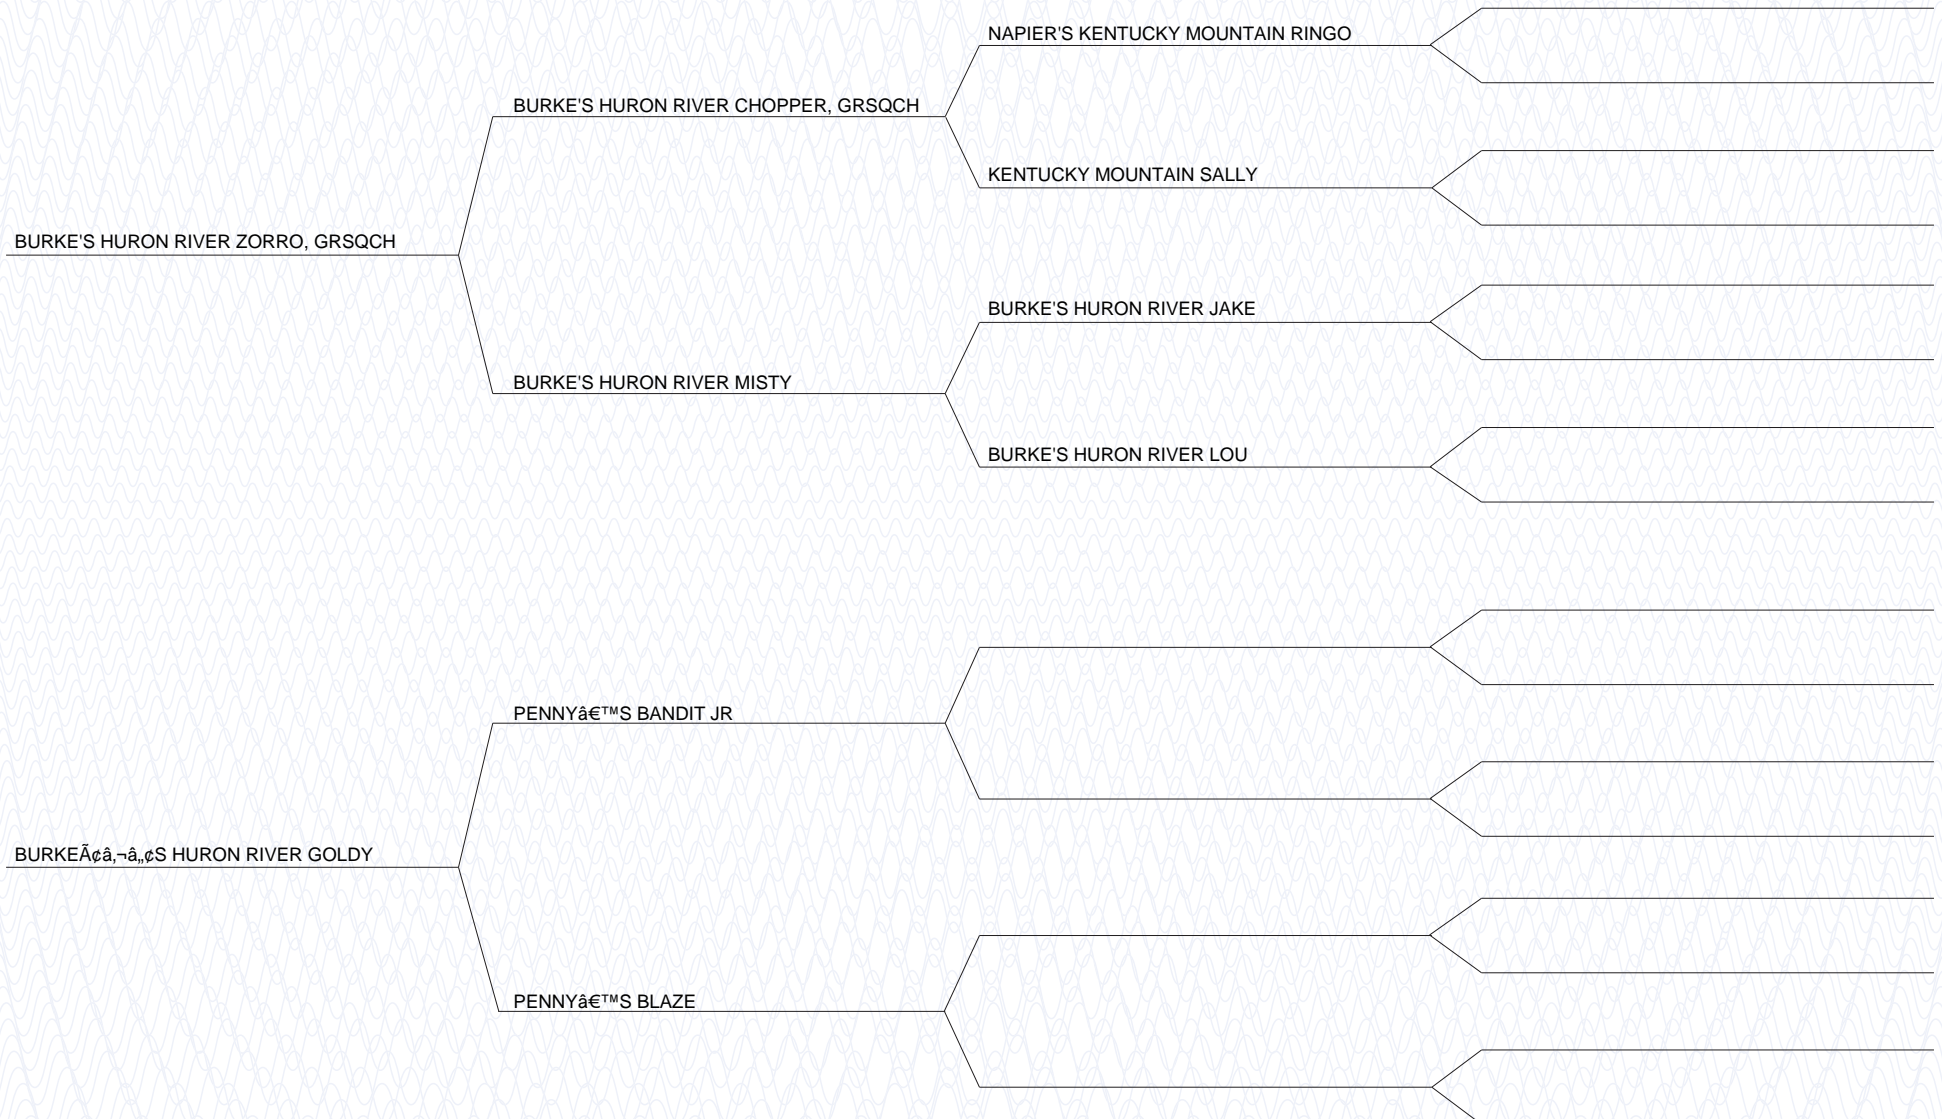 NAPIER'S KENTUCKY MOUNTAIN RINGO
BURKE'S HURON RIVER CHOPPER, GRSQCH
KENTUCKY MOUNTAIN SALLY
BURKE'S HURON RIVER ZORRO, GRSQCH
BURKE'S HURON RIVER JAKE
BURKE'S HURON RIVER MISTY
BURKE'S HURON RIVER LOU
PENNYâ€™S BANDIT JR
BURKEÃ¢â‚¬â„¢S HURON RIVER GOLDY
PENNYâ€™S BLAZE